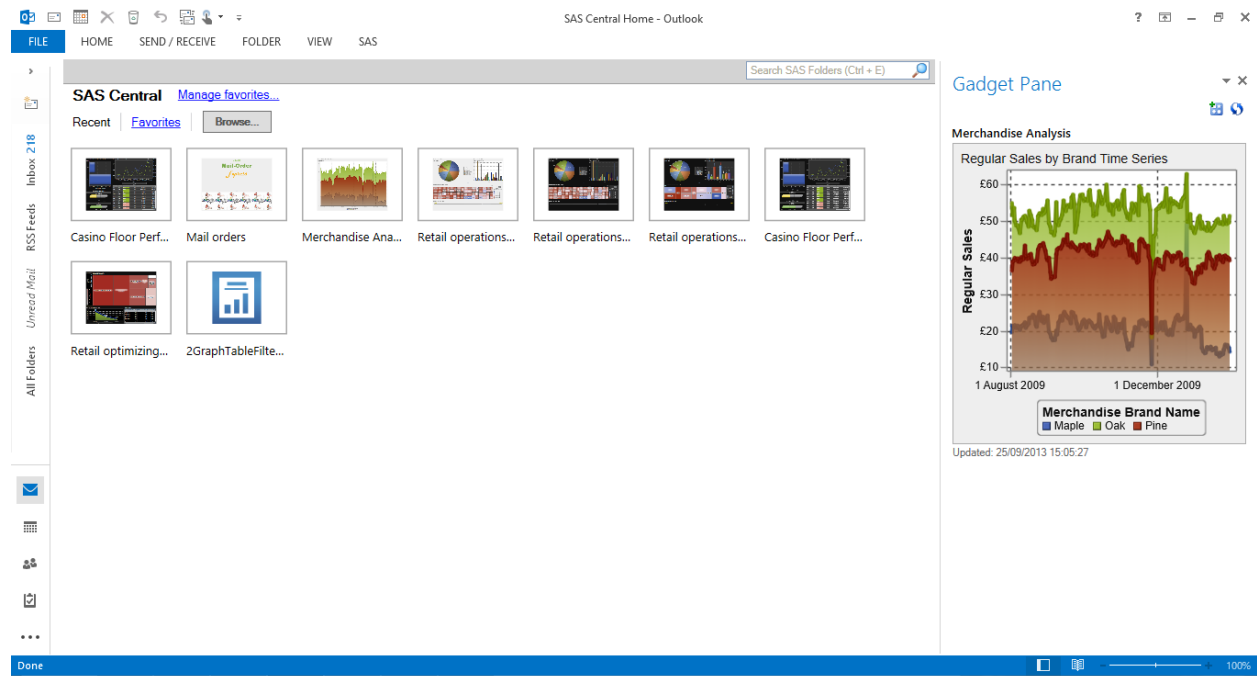 SAS Central Home - Outlook
?
FILE HOME SEND / RECEIVE FOLDER VIEW SAS
Search SAS Folders (Ctrl + E)
SAS Central Manage favorites...
Recent Favorites Browse...
Mail-Order
Casino Floor Perf... Mail orders Merchandise Ana... Retail operations... Retail operations... Retail operations... Casino Floor Perf...
Retail optimizing... 2GraphTableFilte...
Inbox 218
RSS Feeds
Unread Mail
All Folders
Gadget Pane
Merchandise Analysis
Regular Sales by Brand Time Series
Regular Sales
£60
£50
£40
£30
£20
£10
1 August 2009 1 December 2009
Merchandise Brand Name
Maple Oak Pine
Updated: 25/09/2013 15:05:27
Done 100%